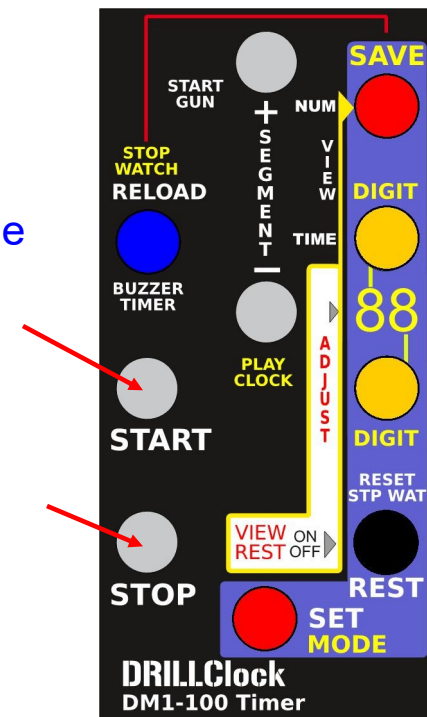 SAVE
START
GUN
NUM
+
SEGMENT
–
VIEW
STOP
WATCH
RELOAD
DIGIT
TIME
e
BUZZER
TIMER
88
PLAY
CLOCK
ADJUST
START
DIGIT
RESET
STP WAT
VIEW ON
REST OFF
STOP
REST
SET
MODE
DRILLClock
DM1-100 Timer